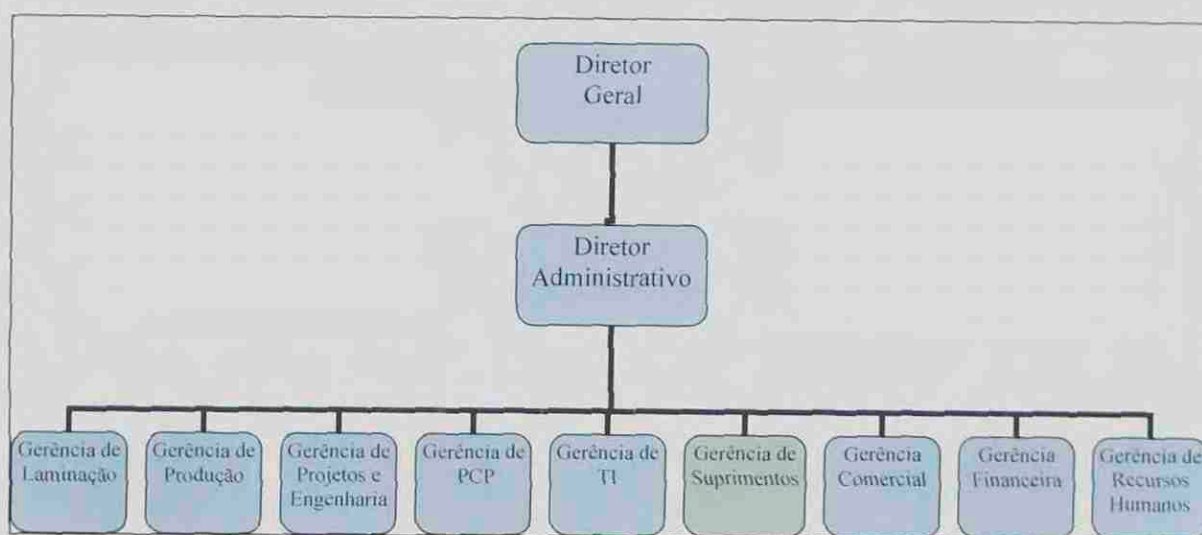 Diretor
Geral
Diretor
Administrativo
Gerência de
Laminação
Gerência de
Produção
Gerência de
Projetos e
Engenharia
Gerência de
PCP
Gerência de
TI
Gerência de
Suprimentos
Gerência
Comercial
Gerência
Financeira
Gerência de
Recursos
Humanos